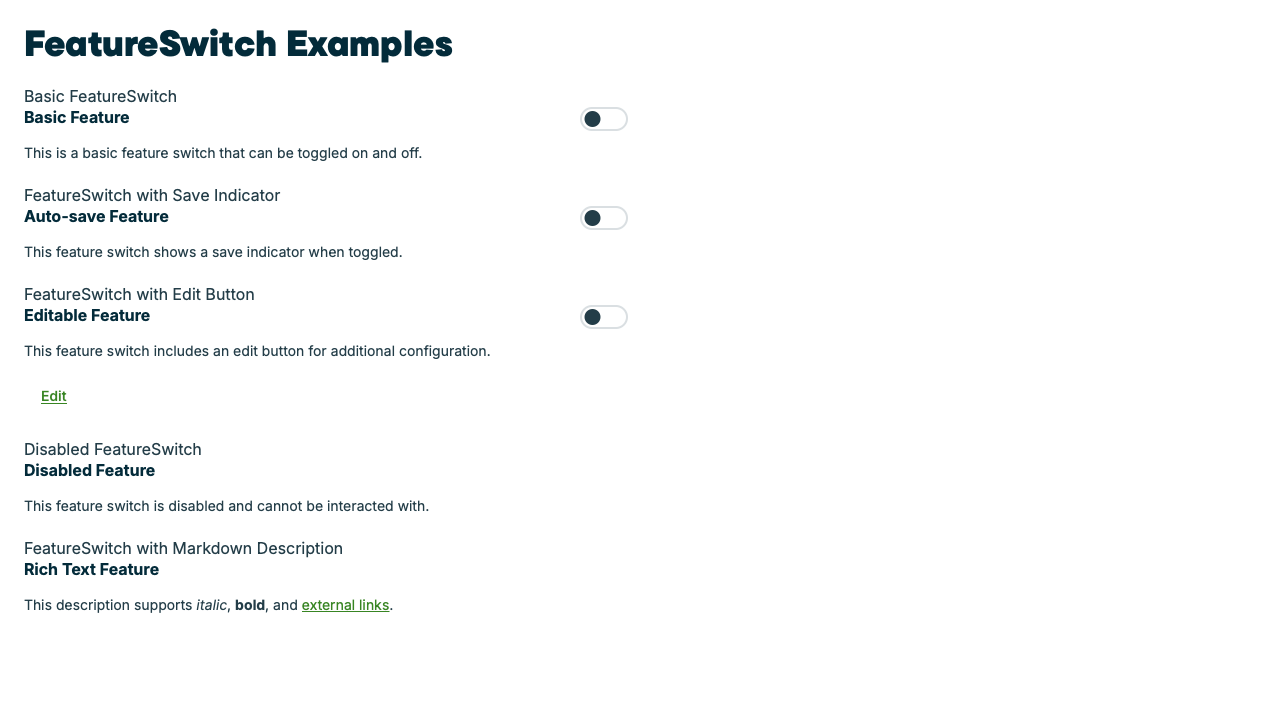 FeatureSwitch Examples
Basic FeatureSwitch
Basic Feature
This is a basic feature switch that can be toggled on and off.
FeatureSwitch with Save Indicator
Auto-save Feature
This feature switch shows a save indicator when toggled.
FeatureSwitch with Edit Button
Editable Feature
This feature switch includes an edit button for additional configuration.
Edit
Disabled FeatureSwitch
Disabled Feature
This feature switch is disabled and cannot be interacted with.
FeatureSwitch with Markdown Description
Rich Text Feature
This description supports italic, bold, and external links.